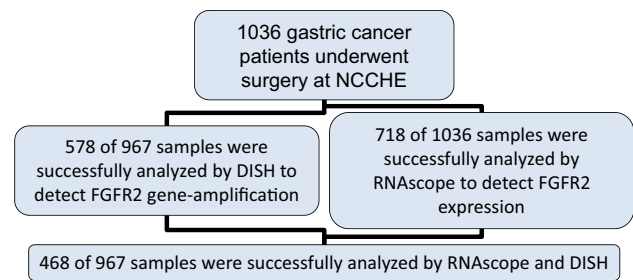 1036 gastric cancer
patients underwent
surgery at NCCHE
578 of 967 samples were
successfully analyzed by DISH to
detect FGFR2 gene-amplification
718 of 1036 samples were
successfully analyzed by
RNAscope to detect FGFR2
expression
468 of 967 samples were successfully analyzed by RNAscope and DISH